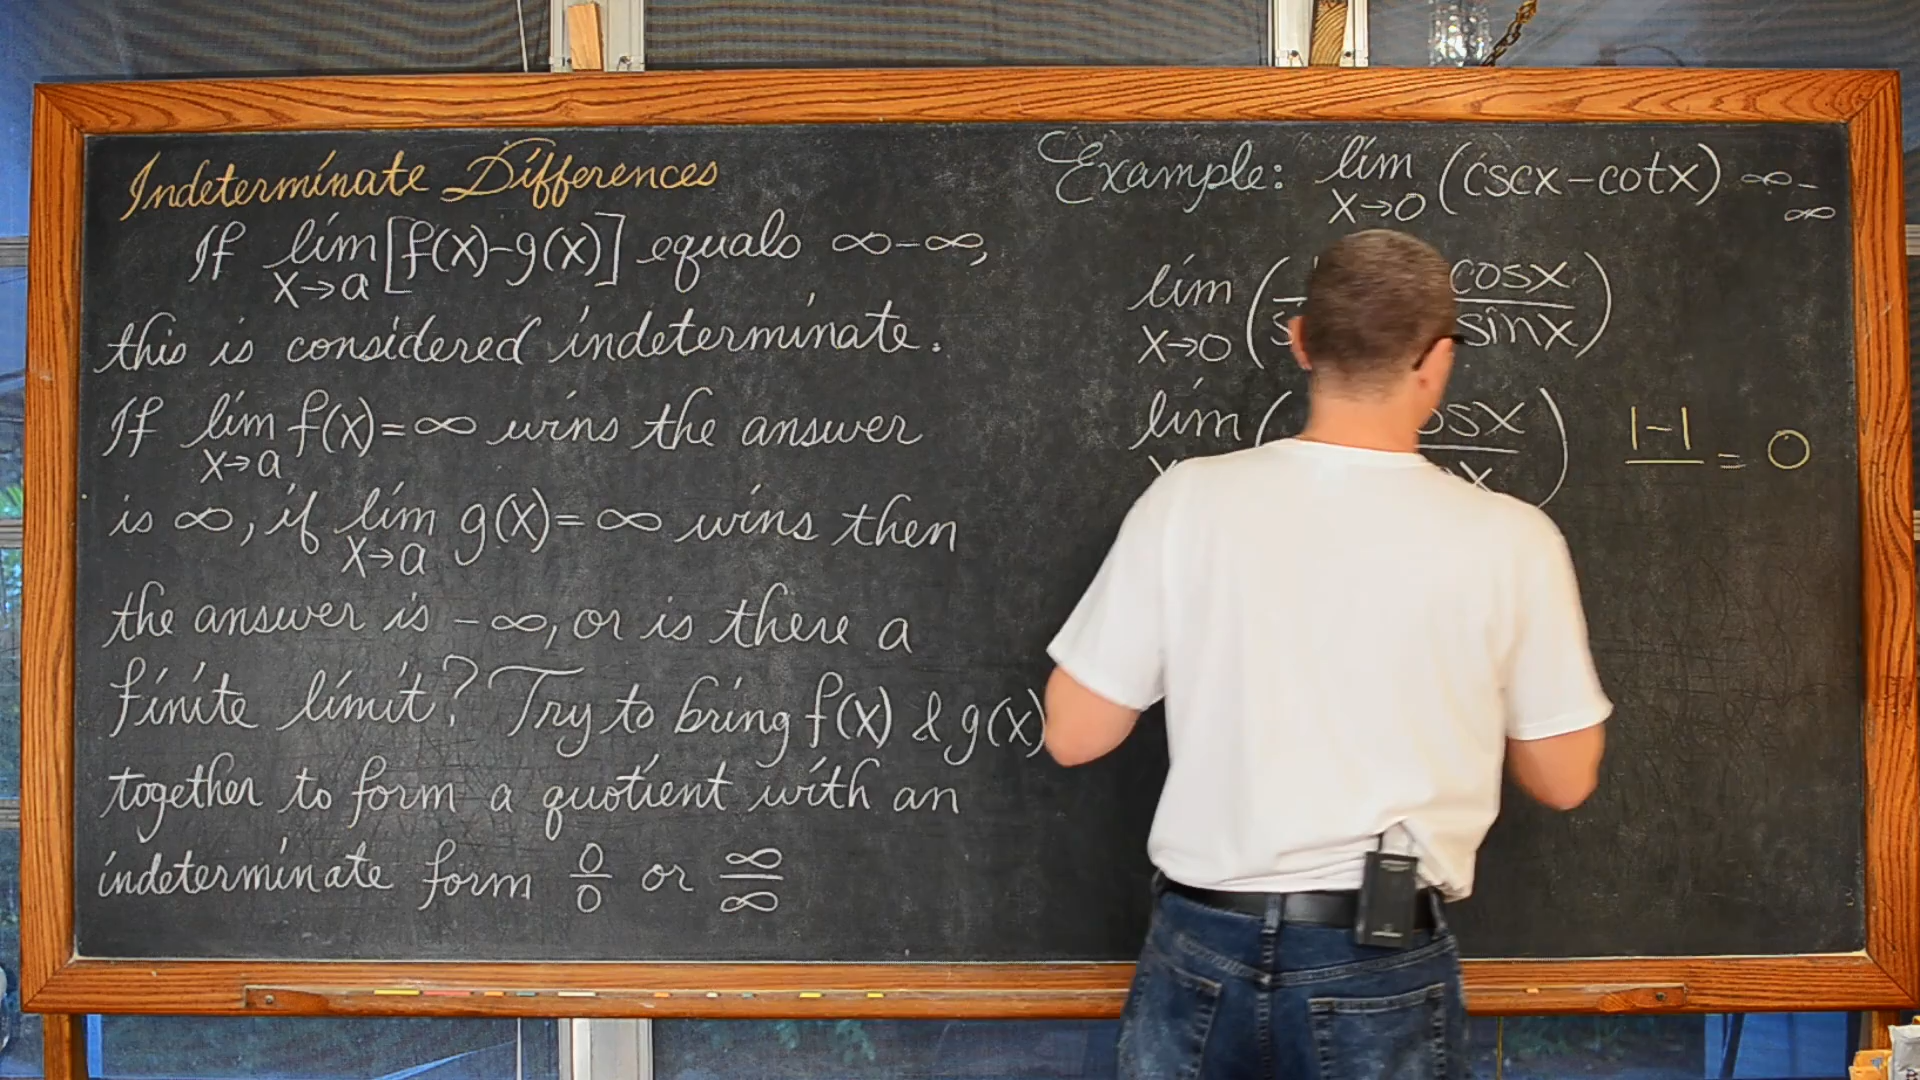 Indeterminate Differences
If lim x→a [f(x)-g(x)] equals ∞-∞,
this is considered indeterminate.
If lim x→a f(x)=∞ wins the answer
is ∞, if lim x→a g(x)=∞ wins then
the answer is -∞, or is there a
finite limit? Try to bring f(x) & g(x)
together to form a quotient with an
indeterminate form 0/0 or ∞/∞
Example: lim x→0 (cscx-cotx) ∞-∞
lim x→0 ( cosx/sinx)
lim ( ) 1-1
= 0